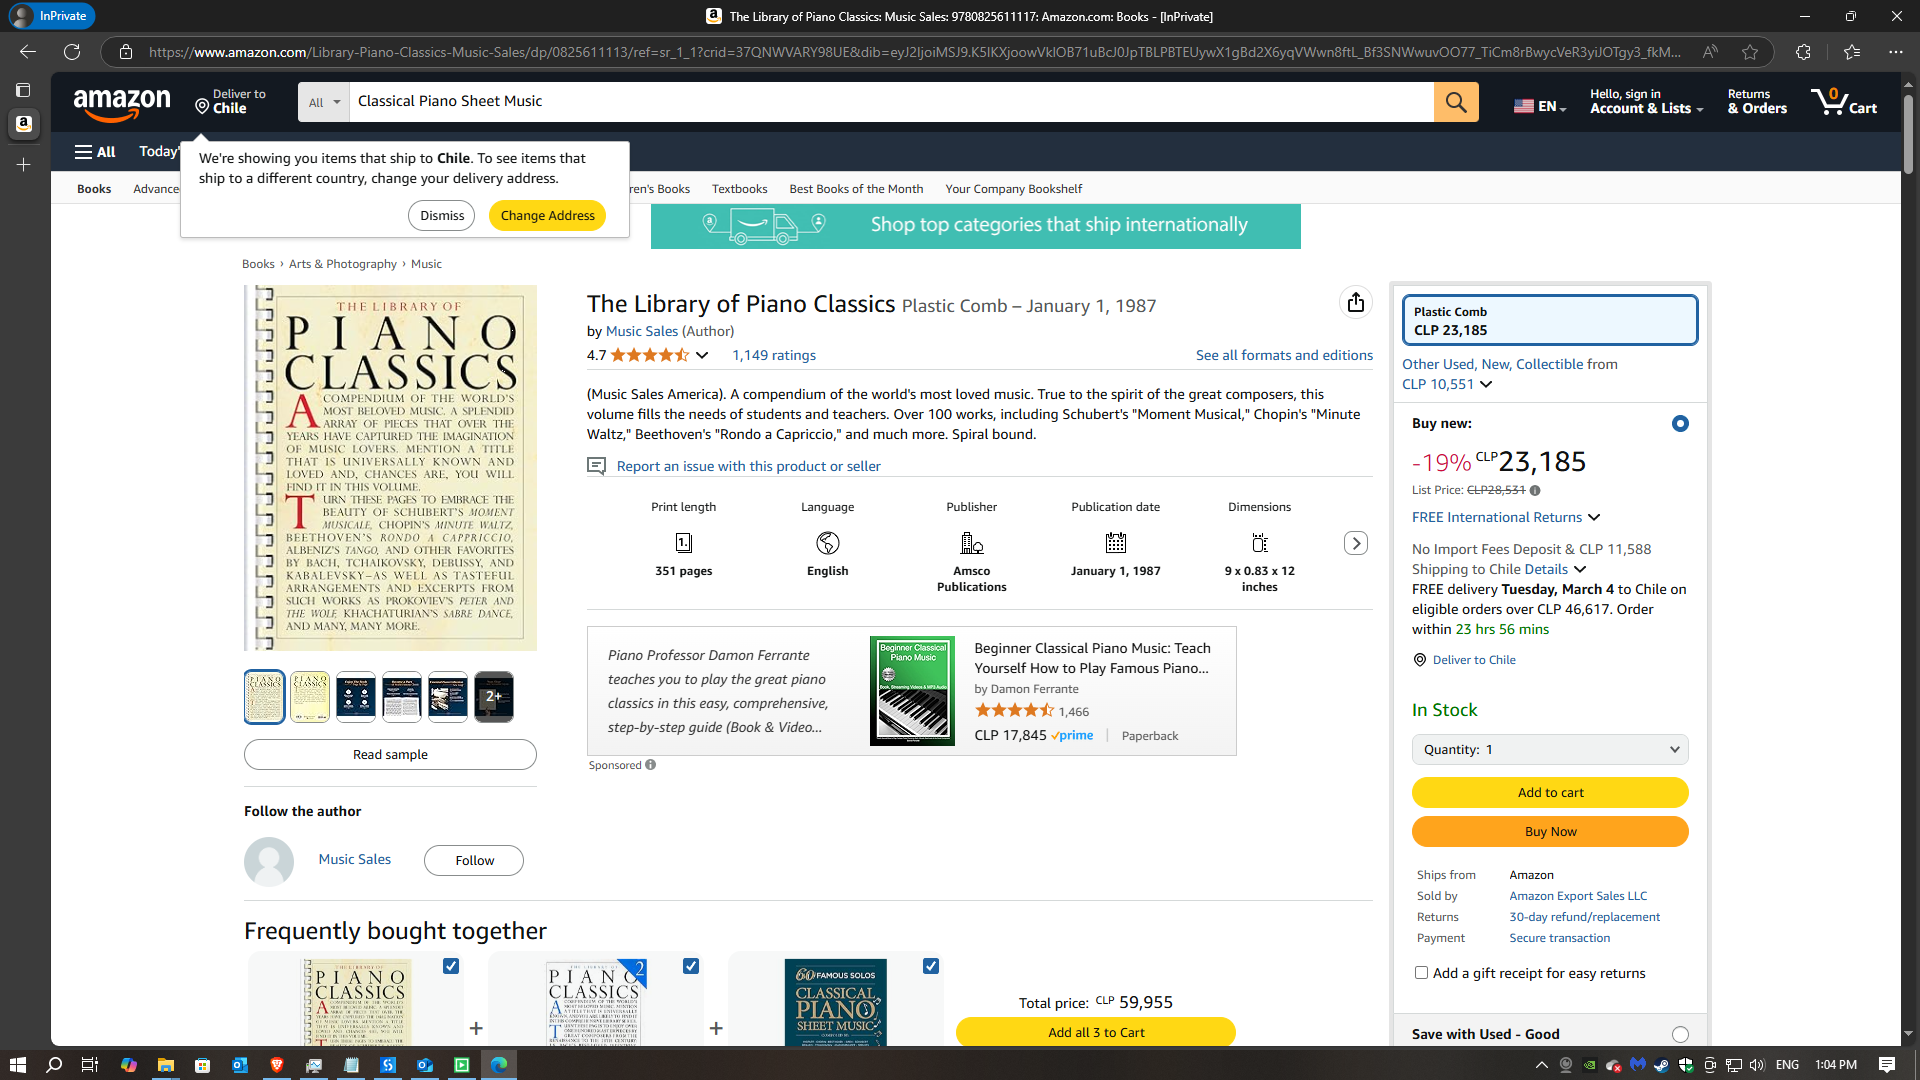 InPrivate
The Library of Piano Classics: Music Sales: 9780825611117: Amazon.com: Books - [InPrivate]
https://www.amazon.com/Library-Piano-Classics-Music-Sales/dp/0825611113/ref=sr_1_1?crid=37QNWVARY98UE&dib=
amazon
Deliver to
Chile
All
Classical Piano Sheet Music
EN
Hello, sign in
Account & Lists
Returns
& Orders
0
Cart
All
Today'
We're showing you items that ship to Chile. To see items that
ship to a different country, change your delivery address.
Dismiss
Change Address
Books
Advance
ren's Books
Textbooks
Best Books of the Month
Your Company Bookshelf
Shop top categories that ship internationally
Books › Arts & Photography › Music
THE LIBRARY OF
PIANO
CLASSICS
A COMPENDIUM OF THE WORLD'S
MOST BELOVED MUSIC. A SPLENDID
ARRAY OF PIECES THAT OVER THE
YEARS HAVE CAPTURED THE IMAGINATION
OF MUSIC LOVERS. MENTION A TITLE
THAT IS UNIVERSALLY KNOWN AND
LOVED AND, CHANCES ARE, YOU WILL
FIND IT IN THIS VOLUME.
TURN THESE PAGES TO EMBRACE THE
BEAUTY OF SCHUBERT'S MOMENT
MUSICALE, CHOPIN'S MINUTE WALTZ,
BEETHOVEN'S RONDO A CAPRICCIO,
ALBENIZ'S TANGO, AND OTHER FAVORITES
BY BACH, TCHAIKOVSKY, DEBUSSY, AND
KABALEVSKY–AS WELL AS TASTEFUL
ARRANGEMENTS AND EXCERPTS FROM
SUCH WORKS AS PROKOVIEV'S PETER AND
THE WOLF, KHACHATURIAN'S SABRE DANCE,
AND MANY, MANY MORE.
2+
Read sample
Follow the author
Music Sales
Follow
The Library of Piano Classics Plastic Comb – January 1, 1987
by Music Sales (Author)
4.7
1,149 ratings
See all formats and editions
(Music Sales America). A compendium of the world's most loved music. True to the spirit of the great composers, this
volume fills the needs of students and teachers. Over 100 works, including Schubert's "Moment Musical," Chopin's "Minute
Waltz," Beethoven's "Rondo a Capriccio," and much more. Spiral bound.
Report an issue with this product or seller
Print length
351 pages
Language
English
Publisher
Amsco
Publications
Publication date
January 1, 1987
Dimensions
9 x 0.83 x 12
inches
Piano Professor Damon Ferrante
teaches you to play the great piano
classics in this easy, comprehensive,
step-by-step guide (Book & Video...
Beginner Classical
Piano Music
Book, Streaming Videos & MP3 Audio
Beginner Classical Piano Music: Teach
Yourself How to Play Famous Piano...
by Damon Ferrante
1,466
CLP 17,845 prime | Paperback
Sponsored
Plastic Comb
CLP 23,185
Other Used, New, Collectible from
CLP 10,551
Buy new:
-19% CLP23,185
List Price: CLP28,531
FREE International Returns
No Import Fees Deposit & CLP 11,588
Shipping to Chile Details
FREE delivery Tuesday, March 4 to Chile on
eligible orders over CLP 46,617. Order
within 23 hrs 56 mins
Deliver to Chile
In Stock
Quantity: 1
Add to cart
Buy Now
Ships from Amazon
Sold by Amazon Export Sales LLC
Returns 30-day refund/replacement
Payment Secure transaction
Add a gift receipt for easy returns
Save with Used - Good
Frequently bought together
THE LIBRARY OF
PIANO
CLASSICS
+
PIANO
CLASSICS
2
+
60 FAMOUS SOLOS
CLASSICAL
PIANO
SHEET MUSIC
Total price: CLP 59,955
Add all 3 to Cart
ENG
1:04 PM